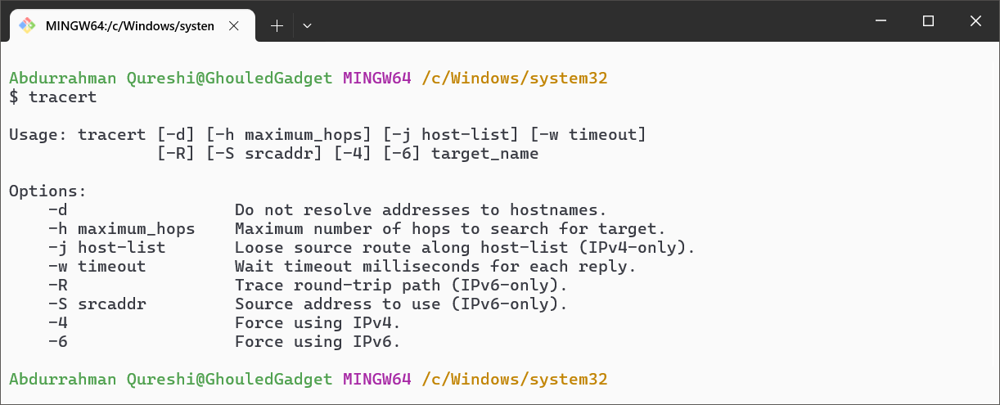 MINGW64:/c/Windows/systen
Abdurrahman Qureshi@GhouledGadget MINGW64 /c/Windows/system32
$ tracert
Usage: tracert [-d] [-h maximum_hops] [-j host-list] [-w timeout]
               [-R] [-S srcaddr] [-4] [-6] target_name
Options:
    -d                 Do not resolve addresses to hostnames.
    -h maximum_hops    Maximum number of hops to search for target.
    -j host-list       Loose source route along host-list (IPv4-only).
    -w timeout         Wait timeout milliseconds for each reply.
    -R                 Trace round-trip path (IPv6-only).
    -S srcaddr         Source address to use (IPv6-only).
    -4                 Force using IPv4.
    -6                 Force using IPv6.
Abdurrahman Qureshi@GhouledGadget MINGW64 /c/Windows/system32